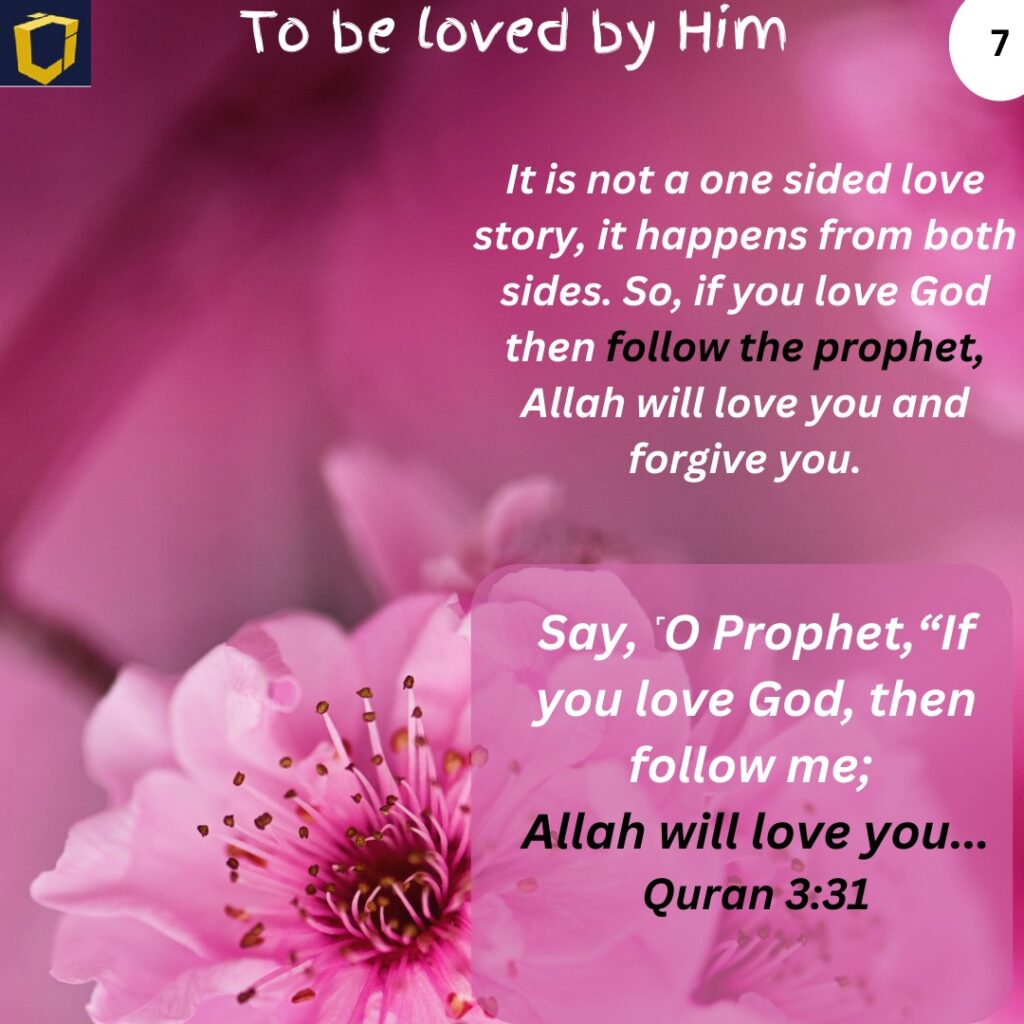 To be loved by Him
7
It is not a one sided love
story, it happens from both
sides. So, if you love God
then follow the prophet,
Allah will love you and
forgive you.
Say, ˹O Prophet,“If
you love God, then
follow me;
Allah will love you...
Quran 3:31